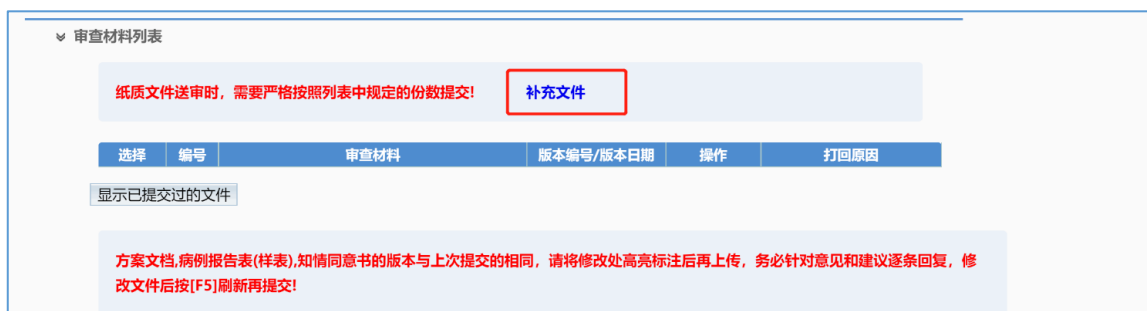 审查材料列表
纸质文件送审时，需要严格按照列表中规定的份数提交! 补充文件
选择 编号 审查材料 版本编号/版本日期 操作 打回原因
显示已提交过的文件
方案文档,病例报告表(样表),知情同意书的版本与上次提交的相同，请将修改处高亮标注后再上传，务必针对意见和建议逐条回复，修
改文件后按[F5]刷新再提交!